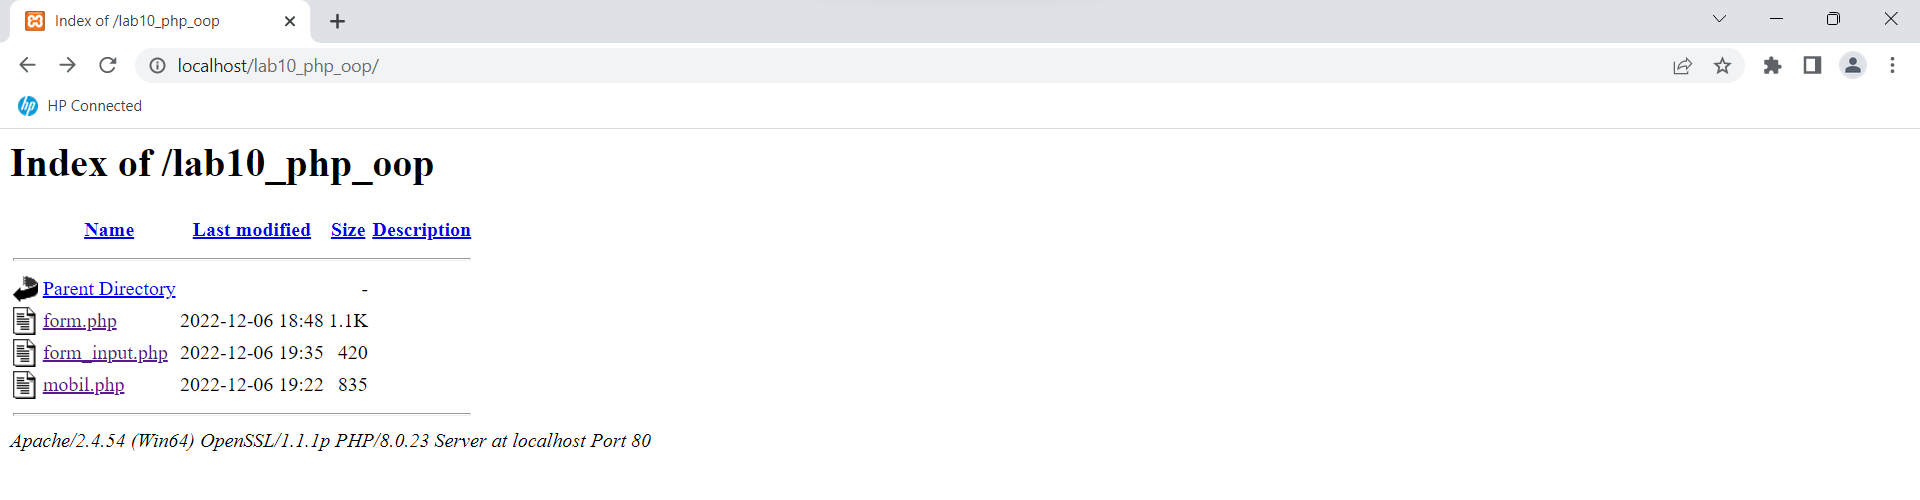 Index of /lab10_php_oop
localhost/lab10_php_oop/
hp HP Connected
Index of /lab10_php_oop
Name Last modified Size Description
Parent Directory -
form.php 2022-12-06 18:48 1.1K
form_input.php 2022-12-06 19:35 420
mobil.php 2022-12-06 19:22 835
Apache/2.4.54 (Win64) OpenSSL/1.1.1p PHP/8.0.23 Server at localhost Port 80